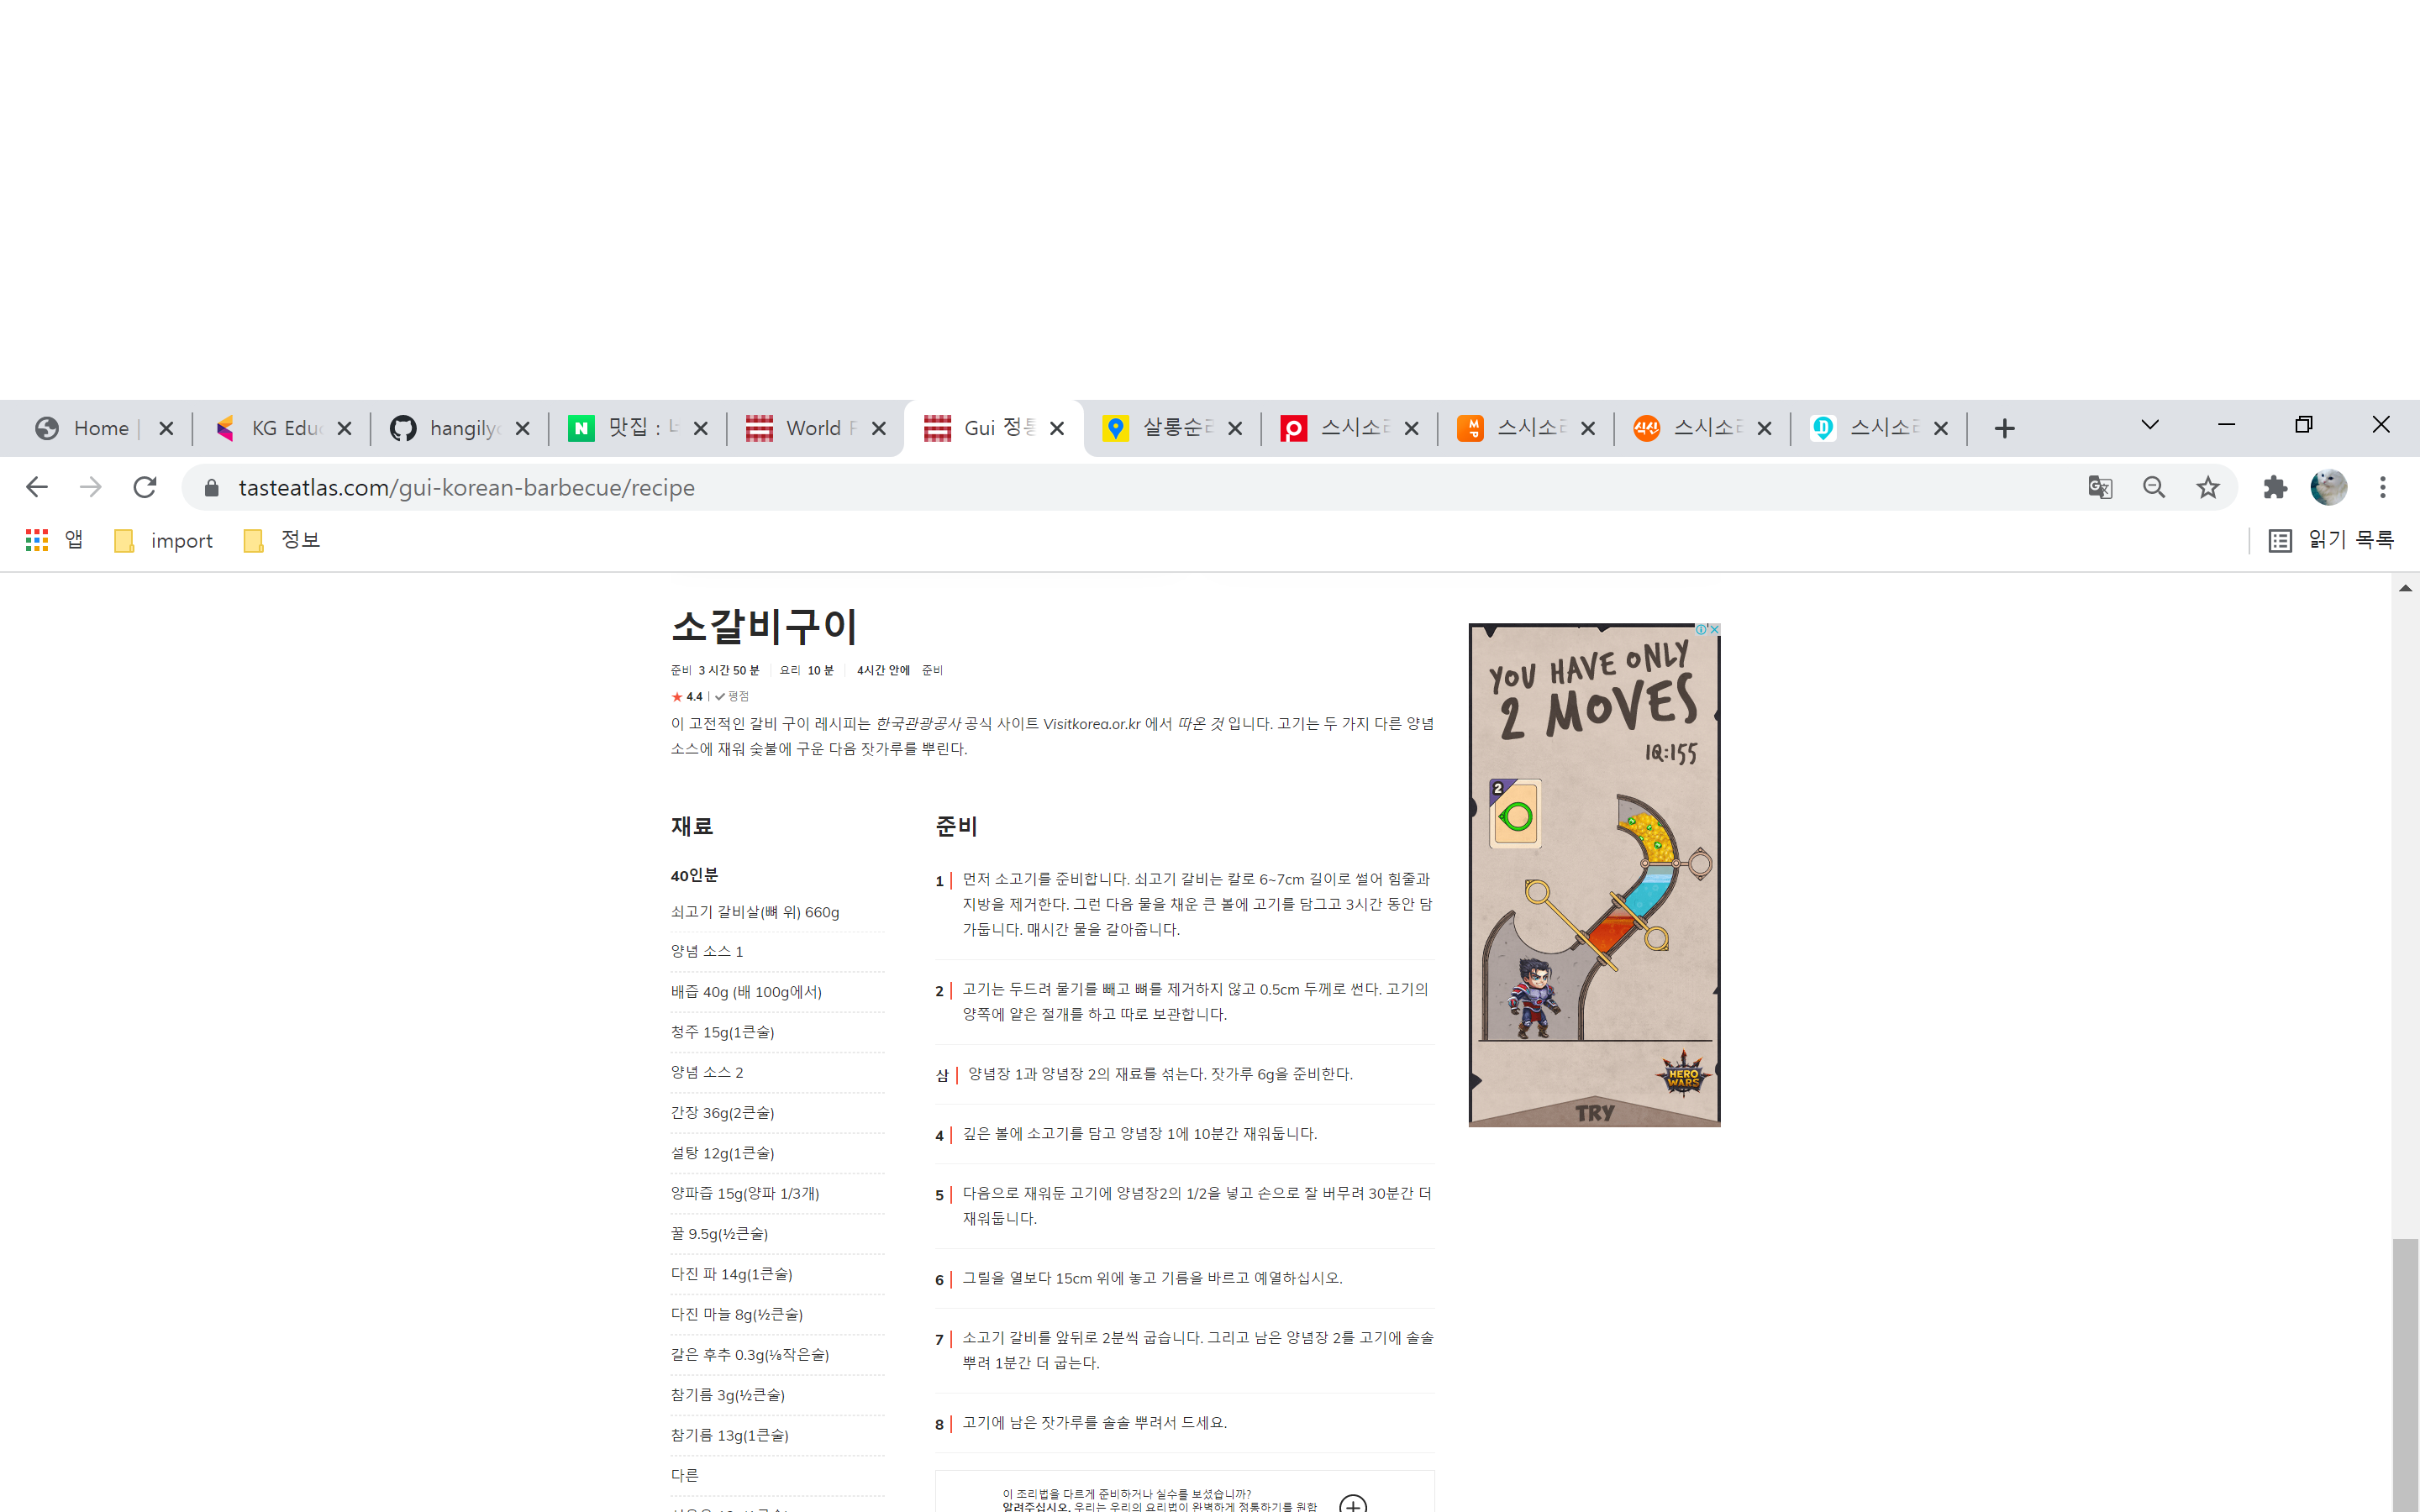 Home
KG Educ
hangilyo
맛집 : 네
World F
Gui 정통
살롱순라
스시소라
스시소라
스시소라
스시소라
tasteatlas.com/gui-korean-barbecue/recipe
앱
import
정보
읽기 목록
소갈비구이
준비 3 시간 50 분 요리 10 분 4시간 안에 준비
★ 4.4 | 평점
이 고전적인 갈비 구이 레시피는 한국관광공사 공식 사이트 Visitkorea.or.kr 에서 따온 것 입니다. 고기는 두 가지 다른 양념
소스에 재워 숯불에 구운 다음 잣가루를 뿌린다.
재료
40인분
쇠고기 갈비살(뼈 위) 660g
양념 소스 1
배즙 40g (배 100g에서)
청주 15g(1큰술)
양념 소스 2
간장 36g(2큰술)
설탕 12g(1큰술)
양파즙 15g(양파 1/3개)
꿀 9.5g(½큰술)
다진 파 14g(1큰술)
다진 마늘 8g(½큰술)
갈은 후추 0.3g(⅛작은술)
참기름 3g(½큰술)
참기름 13g(1큰술)
다른
준비
1 먼저 소고기를 준비합니다. 쇠고기 갈비는 칼로 6~7cm 길이로 썰어 힘줄과
지방을 제거한다. 그런 다음 물을 채운 큰 볼에 고기를 담그고 3시간 동안 담
가둡니다. 매시간 물을 갈아줍니다.
2 고기는 두드려 물기를 빼고 뼈를 제거하지 않고 0.5cm 두께로 썬다. 고기의
양쪽에 얕은 절개를 하고 따로 보관합니다.
삼 양념장 1과 양념장 2의 재료를 섞는다. 잣가루 6g을 준비한다.
4 깊은 볼에 소고기를 담고 양념장 1에 10분간 재워둡니다.
5 다음으로 재워둔 고기에 양념장2의 1/2을 넣고 손으로 잘 버무려 30분간 더
재워둡니다.
6 그릴을 열보다 15cm 위에 놓고 기름을 바르고 예열하십시오.
7 소고기 갈비를 앞뒤로 2분씩 굽습니다. 그리고 남은 양념장 2를 고기에 솔솔
뿌려 1분간 더 굽는다.
8 고기에 남은 잣가루를 솔솔 뿌려서 드세요.
이 조리법을 다르게 준비하거나 실수를 보셨습니까?
알려주십시오. 우리는 우리의 요리법이 완벽하게 정통하기를 원합
YOU HAVE ONLY
2 MOVES
IQ:155
2
HERO
WARS
TRY